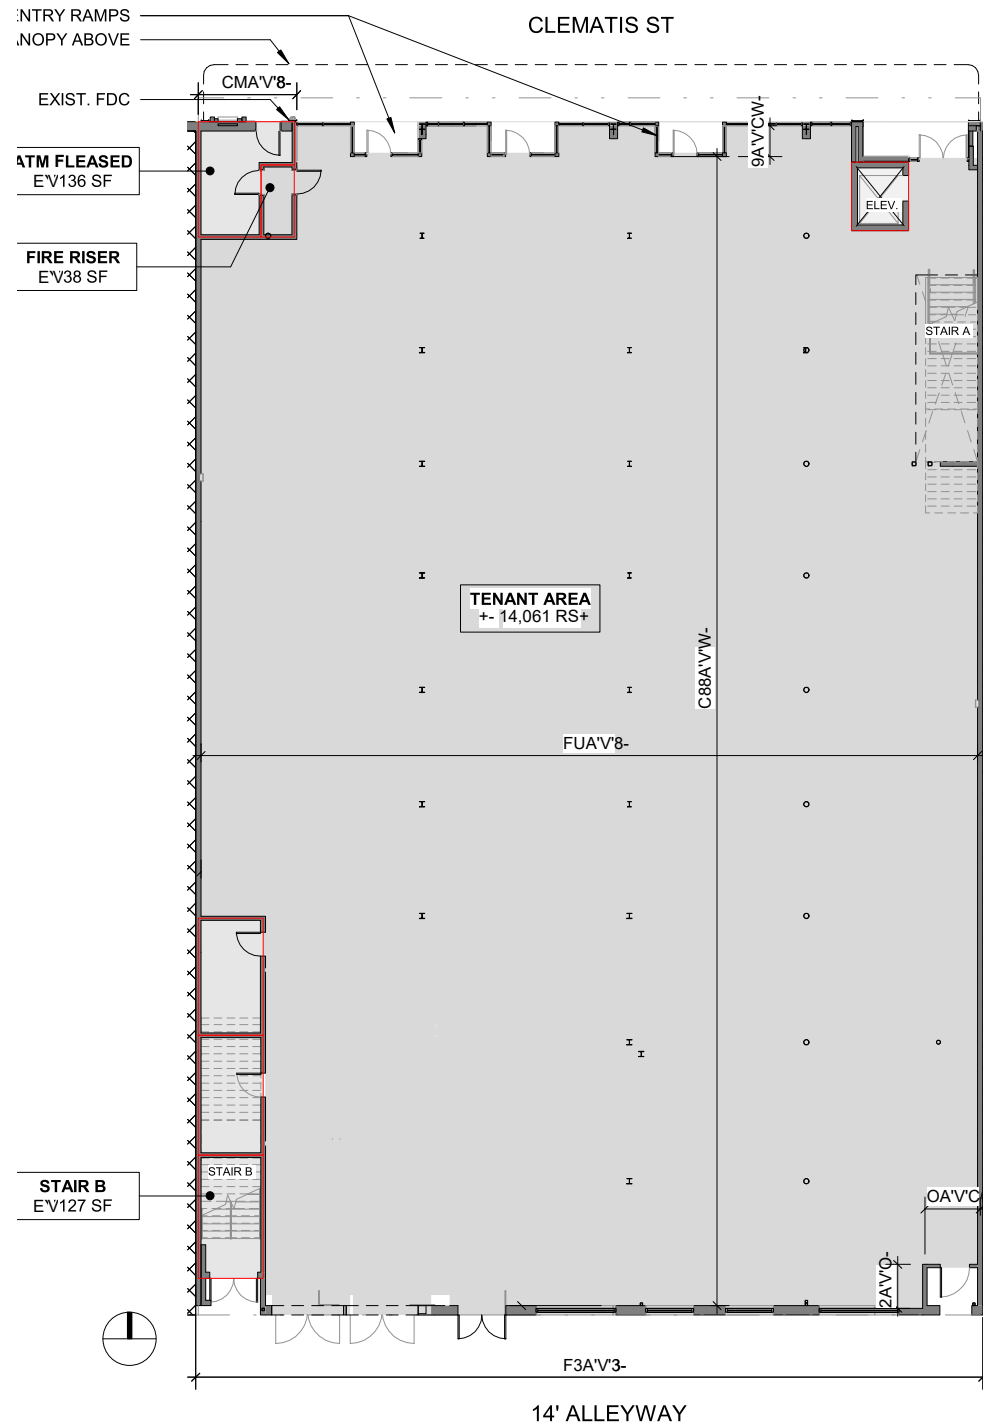 ENTRY RAMPS
CLEMATIS ST
ANOPY ABOVE
CMA'V'8-
EXIST. FDC
9A'V'CW-
ATM FLEASED
E'V136 SF
ELEV.
FIRE RISER
E'V38 SF
STAIR A
TENANT AREA
+- 14,061 RS+
C88A'V'W-
FUA'V'8-
STAIR B
STAIR B
E'V127 SF
OA'V'C
2A'V'O-
F3A'V'3-
14' ALLEYWAY